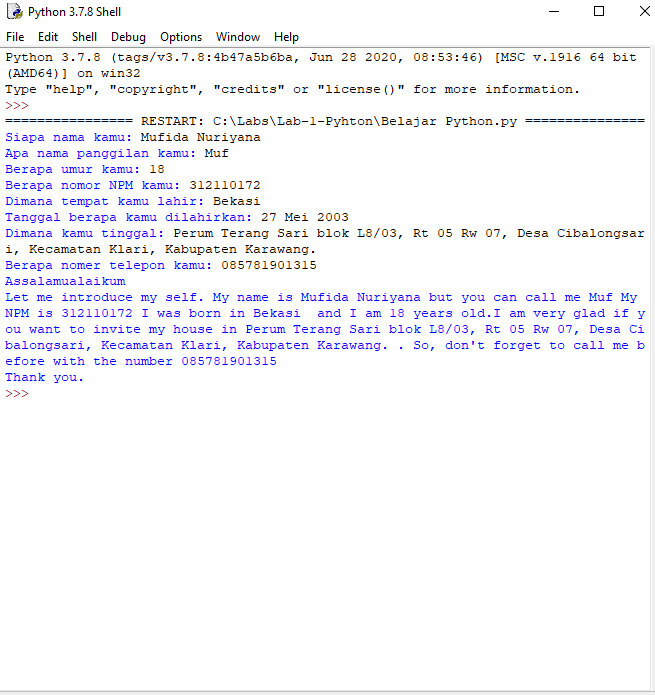 Python 3.7.8 Shell
File Edit Shell Debug Options Window Help
Python 3.7.8 (tags/v3.7.8:4b47a5b6ba, Jun 28 2020, 08:53:46) [MSC v.1916 64 bit
(AMD64)] on win32
Type "help", "copyright", "credits" or "license()" for more information.
>>>
================ RESTART: C:\Labs\Lab-1-Pyhton\Belajar Python.py ===============
Siapa nama kamu: Mufida Nuriyana
Apa nama panggilan kamu: Muf
Berapa umur kamu: 18
Berapa nomor NPM kamu: 312110172
Dimana tempat kamu lahir: Bekasi
Tanggal berapa kamu dilahirkan: 27 Mei 2003
Dimana kamu tinggal: Perum Terang Sari blok L8/03, Rt 05 Rw 07, Desa Cibalongsar
i, Kecamatan Klari, Kabupaten Karawang.
Berapa nomer telepon kamu: 085781901315
Assalamualaikum
Let me introduce my self. My name is Mufida Nuriyana but you can call me Muf My
NPM is 312110172 I was born in Bekasi  and I am 18 years old.I am very glad if y
ou want to invite my house in Perum Terang Sari blok L8/03, Rt 05 Rw 07, Desa Ci
balongsari, Kecamatan Klari, Kabupaten Karawang. . So, don't forget to call me b
efore with the number 085781901315
Thank you.
>>>